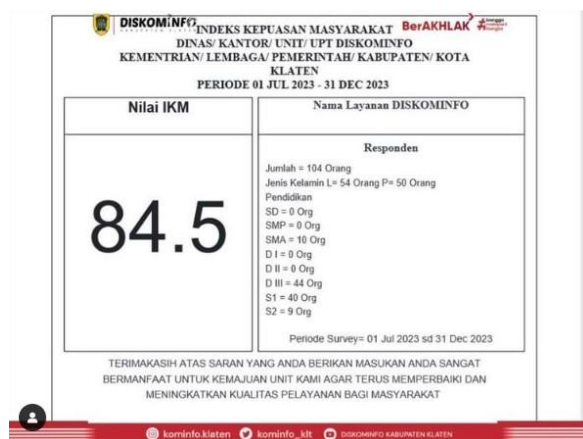 DISKOMINFO
KABUPATEN KLATEN
INDEKS KEPUASAN MASYARAKAT
BerAKHLAK
#bangga
DINAS/ KANTOR/ UNIT/ UPT DISKOMINFO
KEMENTRIAN/ LEMBAGA/ PEMERINTAH/ KABUPATEN/ KOTA
KLATEN
PERIODE 01 JUL 2023 - 31 DEC 2023
Nilai IKM
Nama Layanan DISKOMINFO
84.5
Responden
Jumlah = 104 Orang
Jenis Kelamin L= 54 Orang P= 50 Orang
Pendidikan
SD = 0 Org
SMP = 0 Org
SMA = 10 Org
D I = 0 Org
D II = 0 Org
D III = 44 Org
S1 = 40 Org
S2 = 9 Org
Periode Survey= 01 Jul 2023 sd 31 Dec 2023
TERIMAKASIH ATAS SARAN YANG ANDA BERIKAN MASUKAN ANDA SANGAT
BERMANFAAT UNTUK KEMAJUAN UNIT KAMI AGAR TERUS MEMPERBAIKI DAN
MENINGKATKAN KUALITAS PELAYANAN BAGI MASYARAKAT
kominfo.klaten kominfo_klt DISKOMINFO KABUPATEN KLATEN